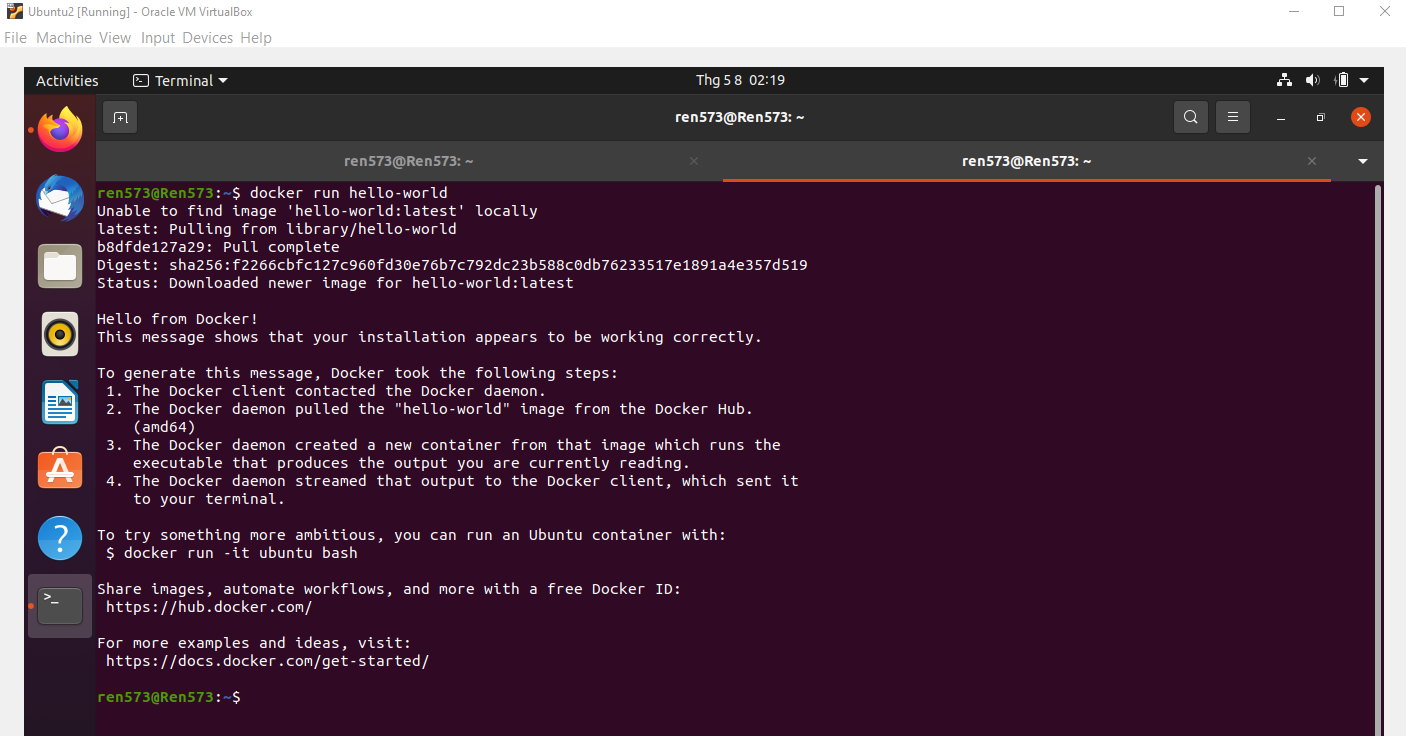 Ubuntu2 [Running] - Oracle VM VirtualBox
File Machine View Input Devices Help
Activities Terminal Thg 5 8 02:19
ren573@Ren573: ~
ren573@Ren573: ~ ren573@Ren573: ~
ren573@Ren573:~$ docker run hello-world
Unable to find image 'hello-world:latest' locally
latest: Pulling from library/hello-world
b8dfde127a29: Pull complete
Digest: sha256:f2266cbfc127c960fd30e76b7c792dc23b588c0db76233517e1891a4e357d519
Status: Downloaded newer image for hello-world:latest
Hello from Docker!
This message shows that your installation appears to be working correctly.
To generate this message, Docker took the following steps:
1. The Docker client contacted the Docker daemon.
2. The Docker daemon pulled the "hello-world" image from the Docker Hub.
(amd64)
3. The Docker daemon created a new container from that image which runs the
executable that produces the output you are currently reading.
4. The Docker daemon streamed that output to the Docker client, which sent it
to your terminal.
To try something more ambitious, you can run an Ubuntu container with:
$ docker run -it ubuntu bash
Share images, automate workflows, and more with a free Docker ID:
https://hub.docker.com/
For more examples and ideas, visit:
https://docs.docker.com/get-started/
ren573@Ren573:~$